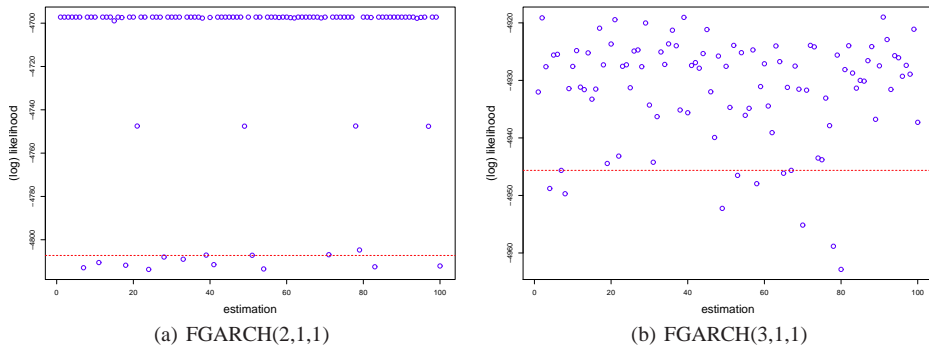 -4700
-4720
-4740
-4760
-4780
-4800
(log) likelihood
0 20 40 60 80 100
estimation
(a) FGARCH(2,1,1)
-4920
-4930
-4940
-4950
-4960
(log) likelihood
0 20 40 60 80 100
estimation
(b) FGARCH(3,1,1)